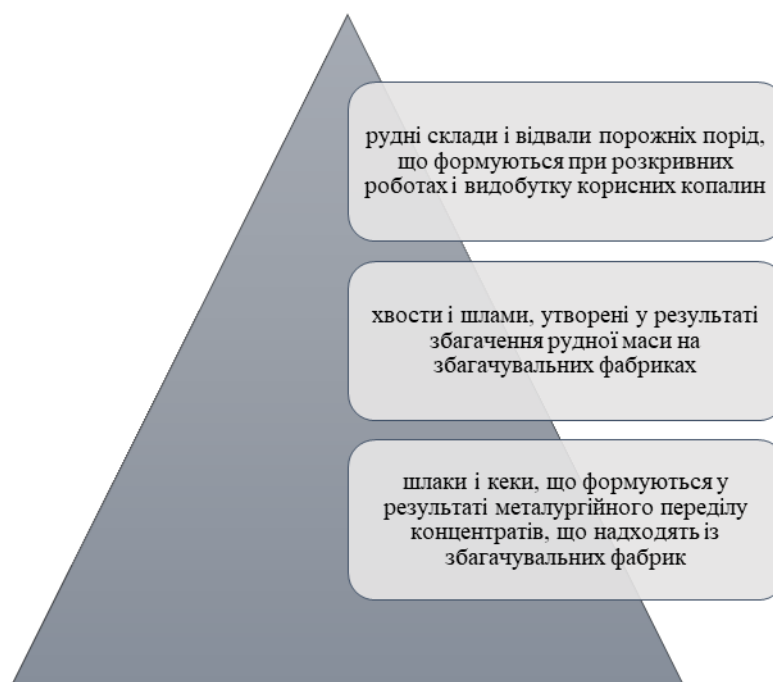 рудні склади і відвали порожніх порід,
що формуються при розкривних
роботах і видобутку корисних копалин
хвости і шлами, утворені у результаті
збагачення рудної маси на
збагачувальних фабриках
шлаки і кеки, що формуються у
результаті металургійного переділу
концентратів, що надходять із
збагачувальних фабрик